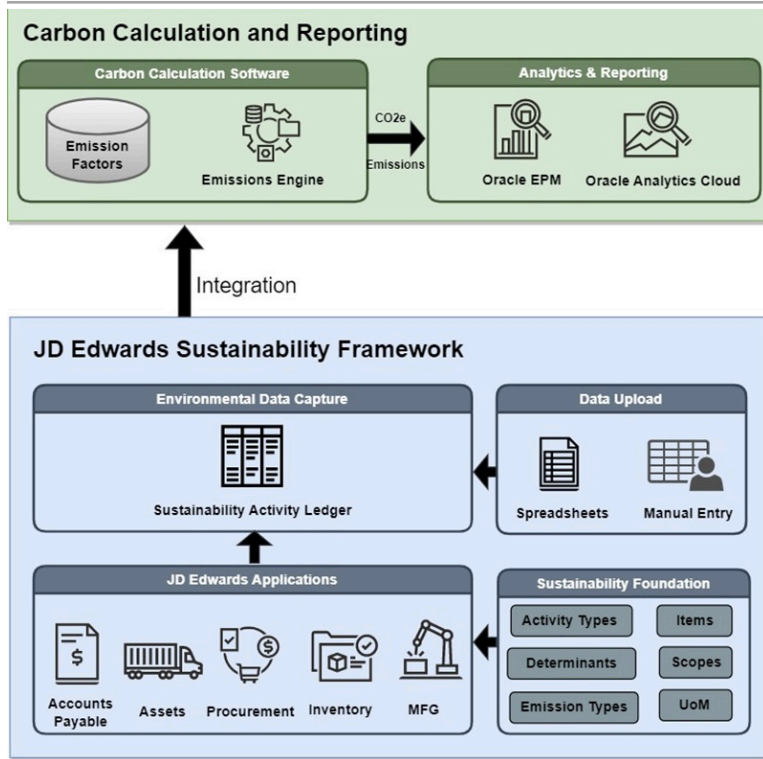 Carbon Calculation and Reporting
Carbon Calculation Software
Emission
Factors
Emissions Engine
CO2e
Emissions
Analytics & Reporting
Oracle EPM
Oracle Analytics Cloud
Integration
JD Edwards Sustainability Framework
Environmental Data Capture
Sustainability Activity Ledger
Data Upload
Spreadsheets
Manual Entry
JD Edwards Applications
$
$
Accounts
Payable
Assets
Procurement
Inventory
MFG
Sustainability Foundation
Activity Types
Items
Determinants
Scopes
Emission Types
UoM